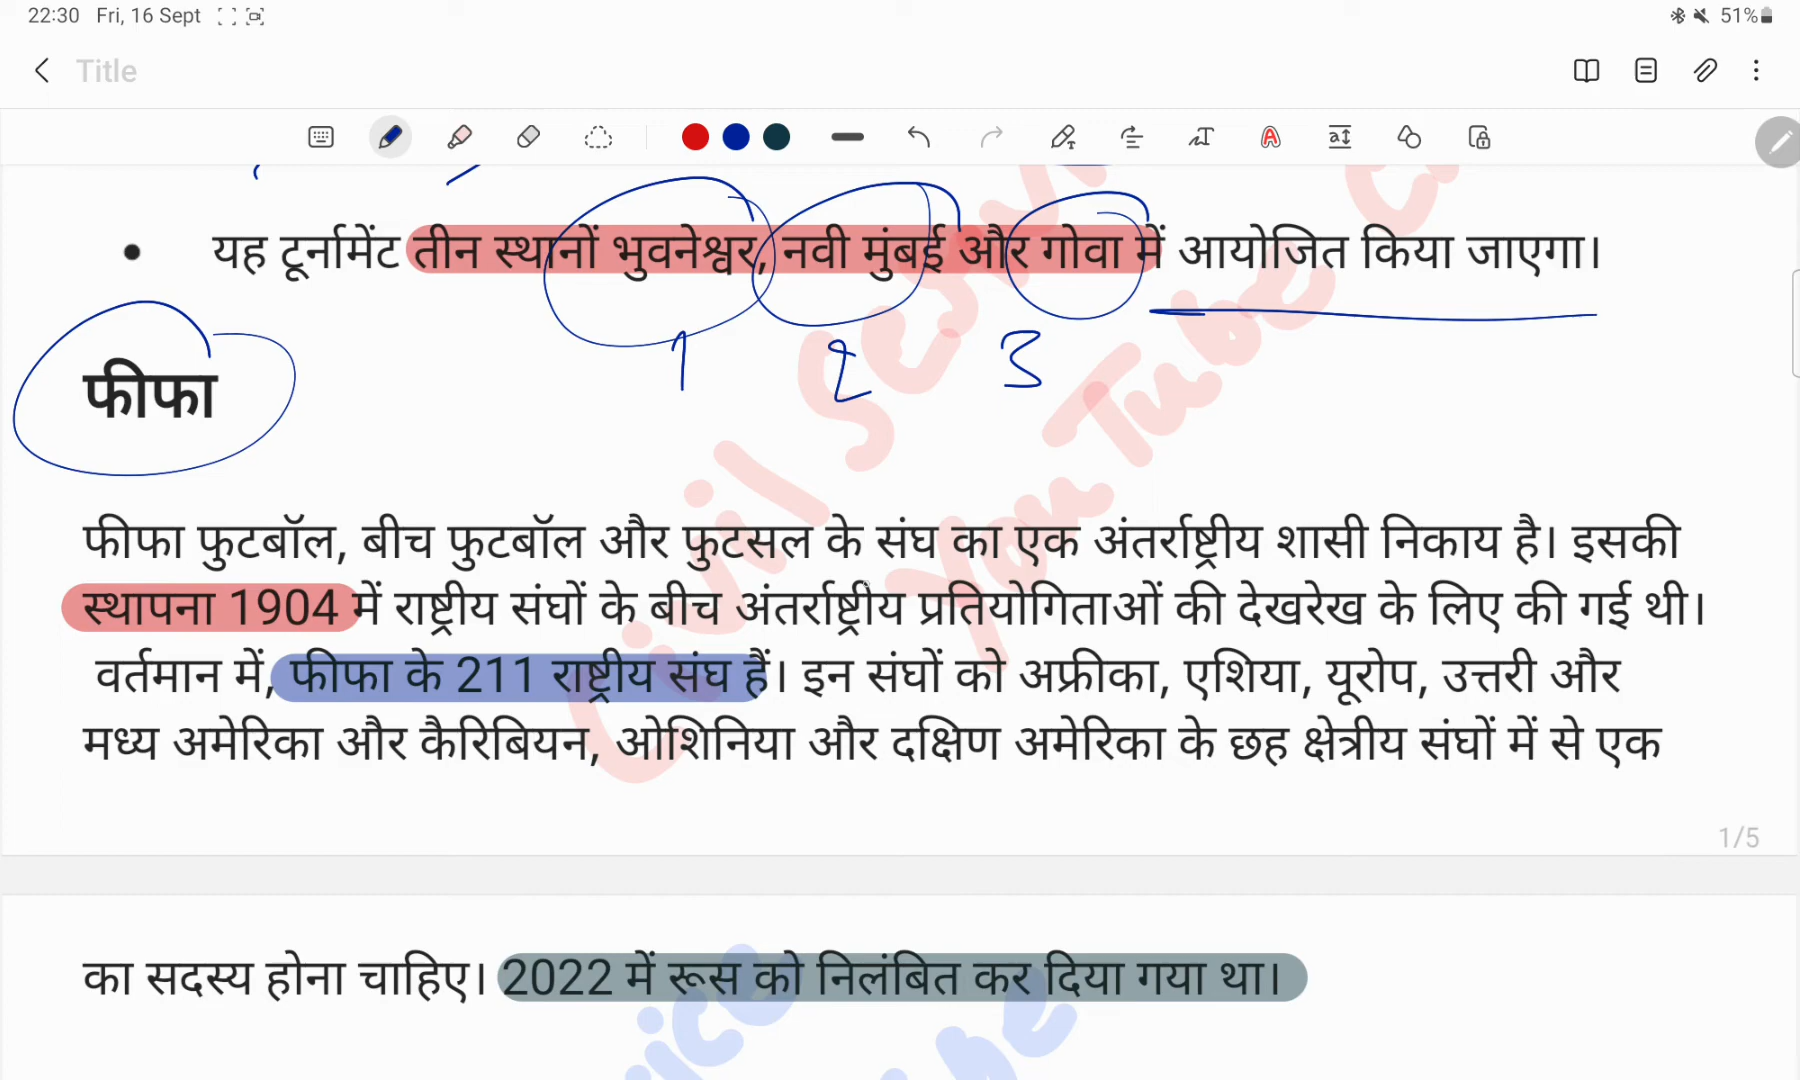 22:30 Fri, 16 Sept 51%
Title
• यह टूर्नामेंट तीन स्थानों भुवनेश्वर, नवी मुंबई और गोवा में आयोजित किया जाएगा।
1 2 3
फीफा
फीफा फुटबॉल, बीच फुटबॉल और फुटसल के संघ का एक अंतर्राष्ट्रीय शासी निकाय है। इसकी
स्थापना 1904 में राष्ट्रीय संघों के बीच अंतर्राष्ट्रीय प्रतियोगिताओं की देखरेख के लिए की गई थी।
वर्तमान में, फीफा के 211 राष्ट्रीय संघ हैं। इन संघों को अफ्रीका, एशिया, यूरोप, उत्तरी और
मध्य अमेरिका और कैरिबियन, ओशिनिया और दक्षिण अमेरिका के छह क्षेत्रीय संघों में से एक
1/5
का सदस्य होना चाहिए। 2022 में रूस को निलंबित कर दिया गया था।
Civil
YouTube